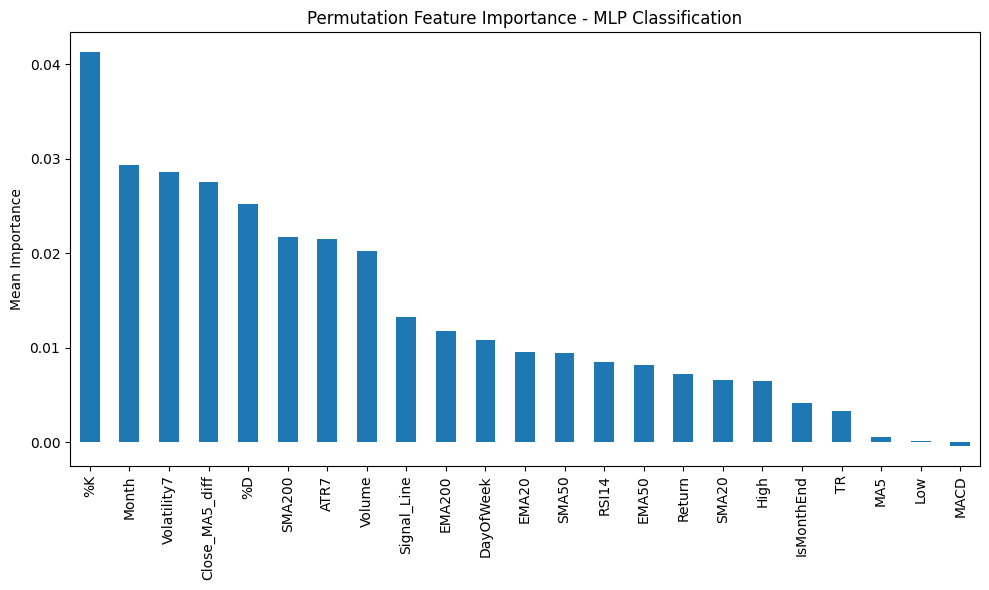 Permutation Feature Importance - MLP Classification
Mean Importance
0.04
0.03
0.02
0.01
0.00
%K
Month
Volatility7
Close_MA5_diff
%D
SMA200
ATR7
Volume
Signal_Line
EMA200
DayOfWeek
EMA20
SMA50
RSI14
EMA50
Return
SMA20
High
IsMonthEnd
TR
MA5
Low
MACD